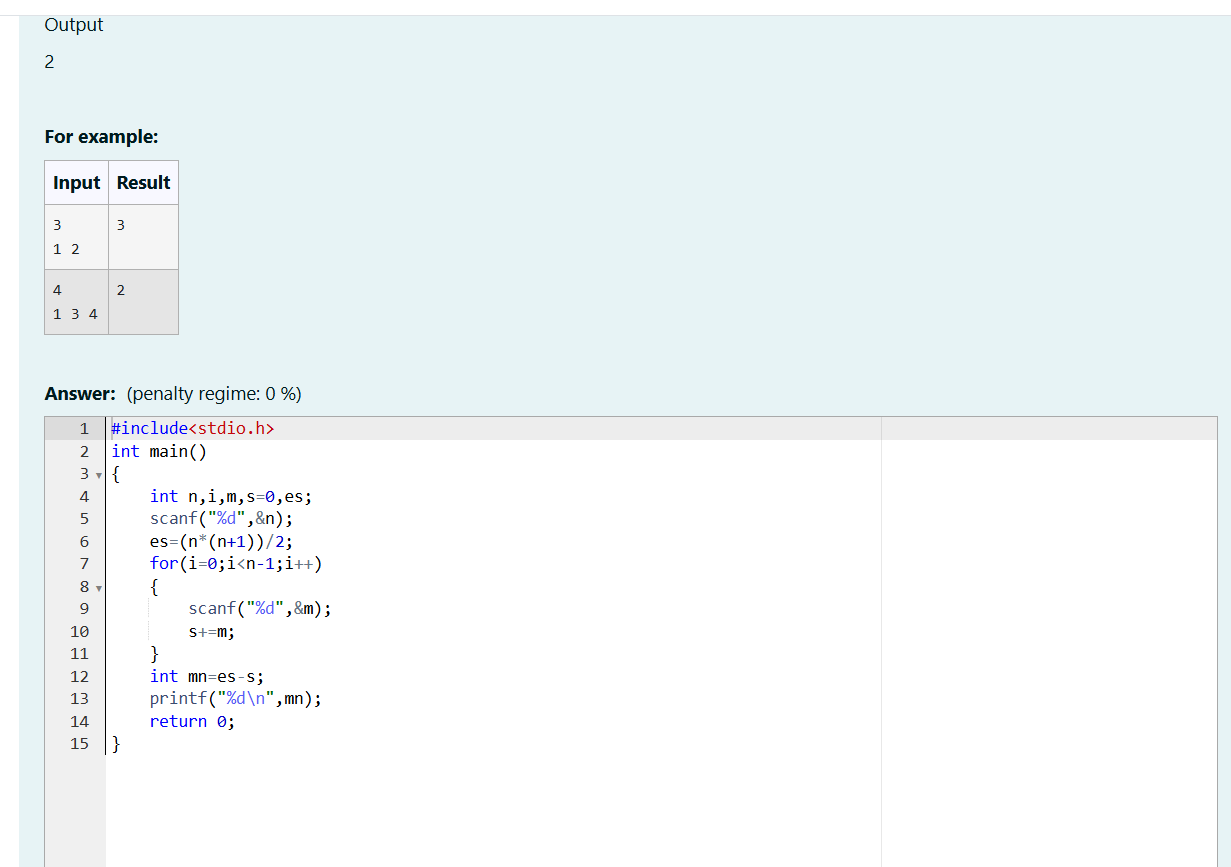 Output
2
For example:
Input Result
3 3
1 2
4 2
1 3 4
Answer: (penalty regime: 0 %)
1 #include<stdio.h>
2 int main()
3 {
4     int n,i,m,s=0,es;
5     scanf("%d",&n);
6     es=(n*(n+1))/2;
7     for(i=0;i<n-1;i++)
8     {
9         scanf("%d",&m);
10         s+=m;
11     }
12     int mn=es-s;
13     printf("%d\n",mn);
14     return 0;
15 }